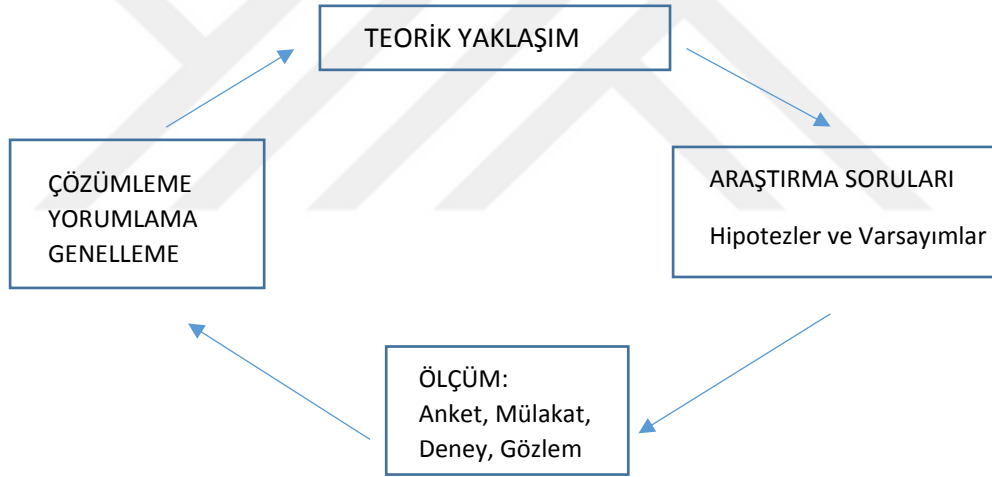 TEORİK YAKLAŞIM
ARAŞTIRMA SORULARI
Hipotezler ve Varsayımlar
ÖLÇÜM:
Anket, Mülakat,
Deney, Gözlem
ÇÖZÜMLEME
YORUMLAMA
GENELLEME